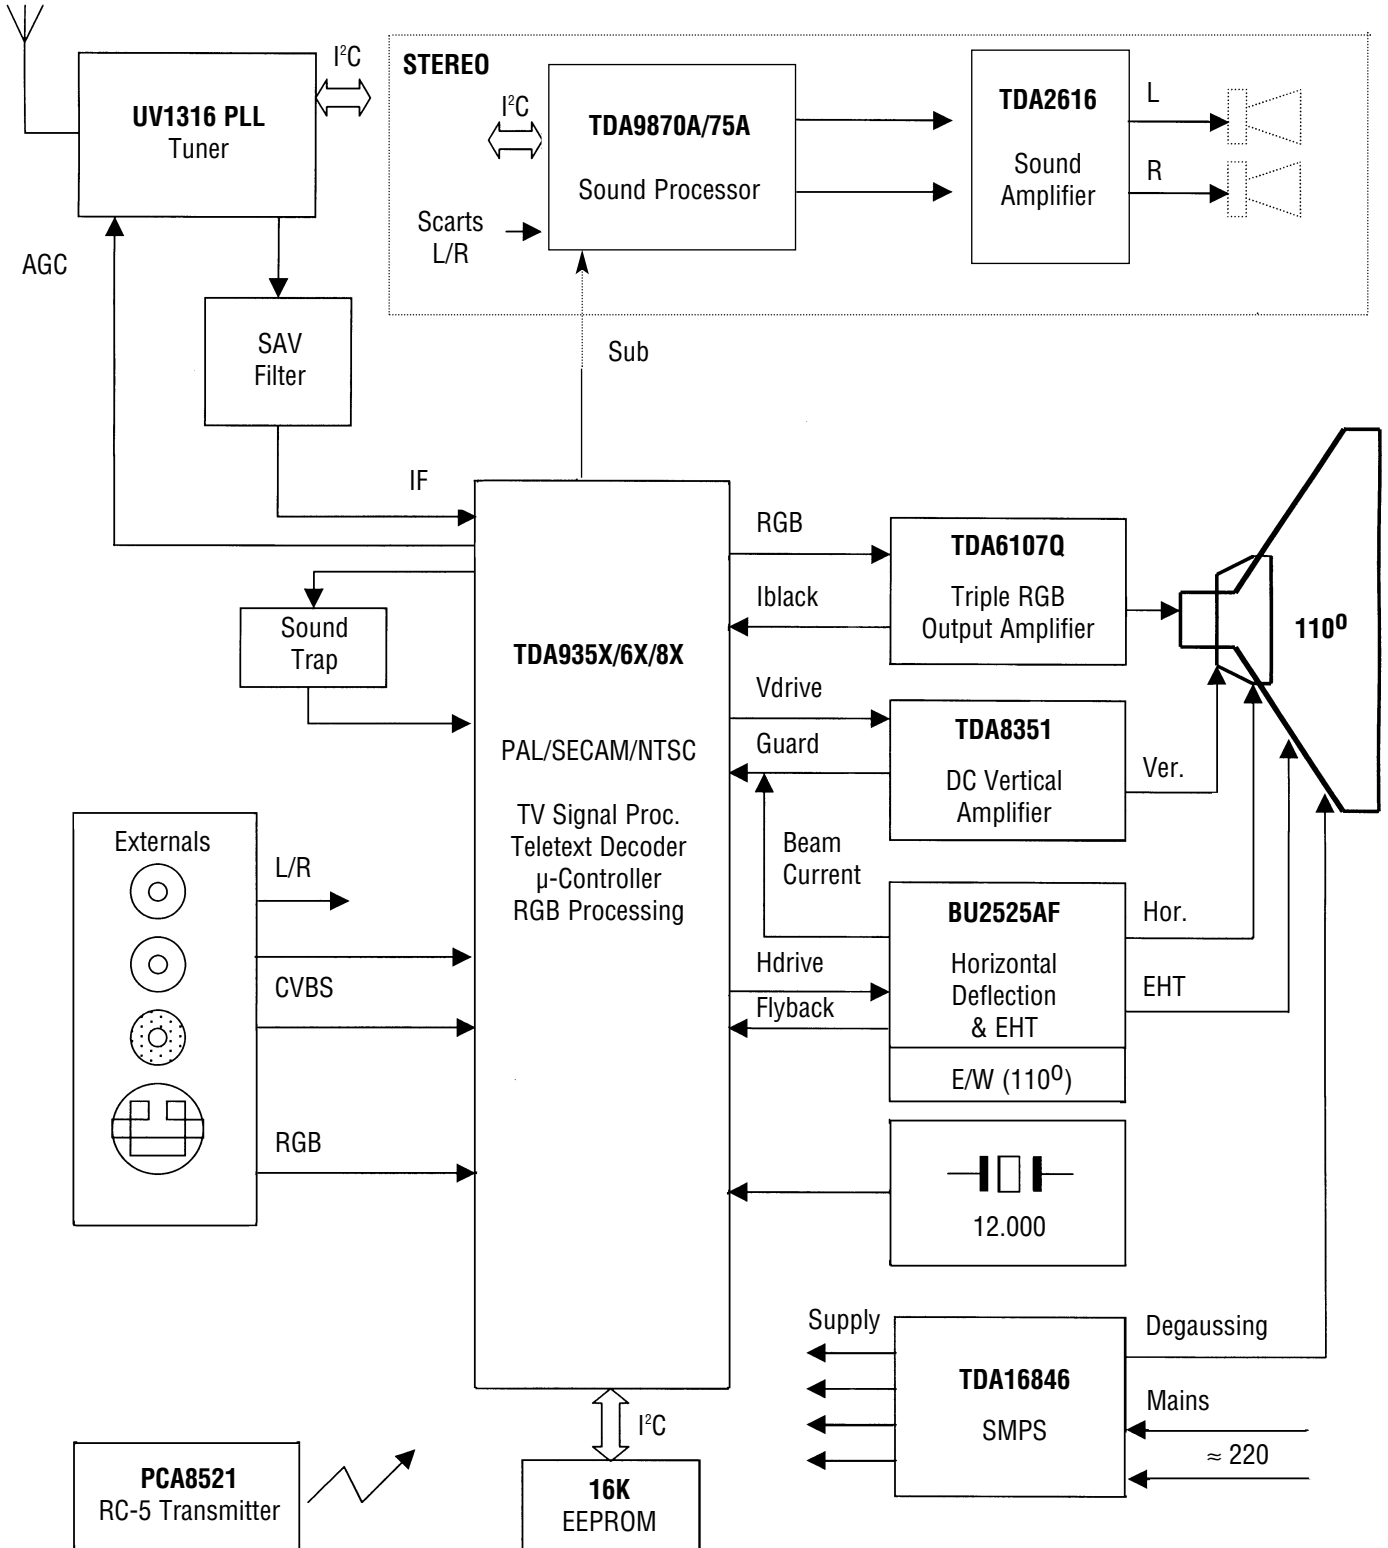 I²C
UV1316 PLL
Tuner
STEREO
I²C
TDA9870A/75A
Sound Processor
Scarts
L/R
TDA2616
Sound
Amplifier
L
R
AGC
SAV
Filter
Sub
IF
Sound
Trap
TDA935X/6X/8X
PAL/SECAM/NTSC
TV Signal Proc.
Teletext Decoder
µ-Controller
RGB Processing
RGB
Iblack
TDA6107Q
Triple RGB
Output Amplifier
110⁰
Vdrive
Guard
TDA8351
DC Vertical
Amplifier
Ver.
Beam
Current
BU2525AF
Horizontal
Deflection
& EHT
E/W (110⁰)
Hor.
EHT
Hdrive
Flyback
Externals
L/R
CVBS
RGB
12.000
Supply
TDA16846
SMPS
Degaussing
Mains
≈ 220
I²C
16K
EEPROM
PCA8521
RC-5 Transmitter